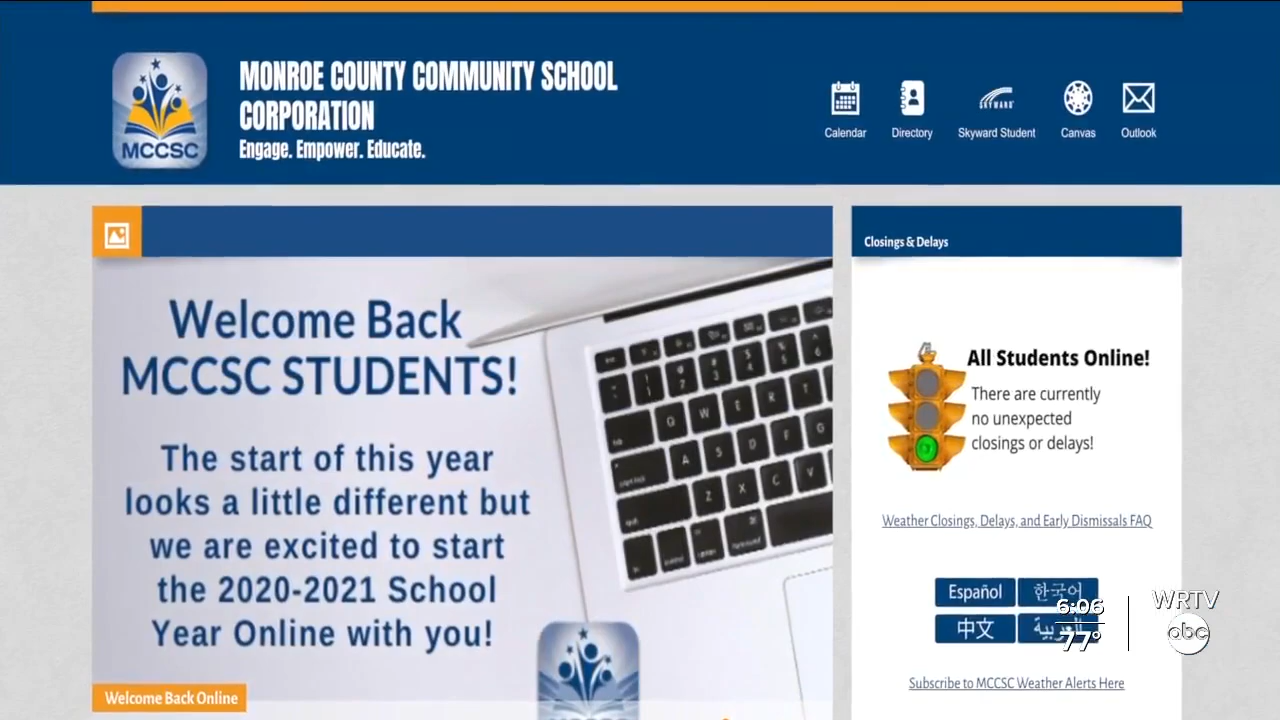 MONROE COUNTY COMMUNITY SCHOOL
CORPORATION
Engage. Empower. Educate.
MCCSC
Calendar
Directory
SKYWARD
Skyward Student
Canvas
Outlook
Closings & Delays
Welcome Back
MCCSC STUDENTS!
The start of this year
looks a little different but
we are excited to start
the 2020-2021 School
Year Online with you!
Q W E R T
A S D F G
Z X C V
Welcome Back Online
All Students Online!
There are currently
no unexpected
closings or delays!
Weather Closings, Delays, and Early Dismissals FAQ
Español
한국어
中文
العربية
Subscribe to MCCSC Weather Alerts Here
6:06
77°
WRTV
abc